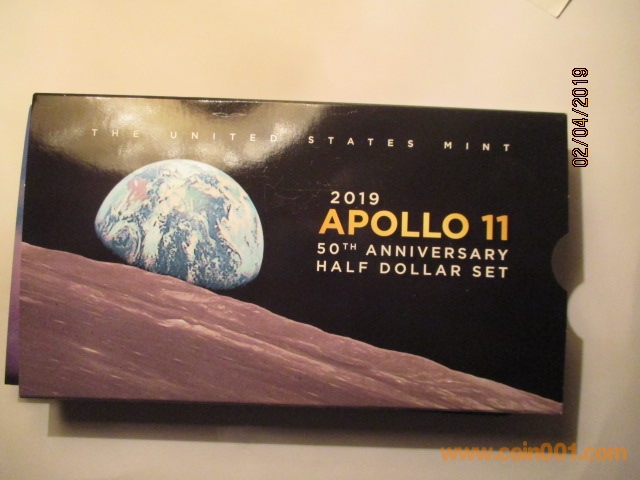 THE UNITED STATES MINT
2019
APOLLO 11
50TH ANNIVERSARY
HALF DOLLAR SET
02/04/2019
www.coin001.com